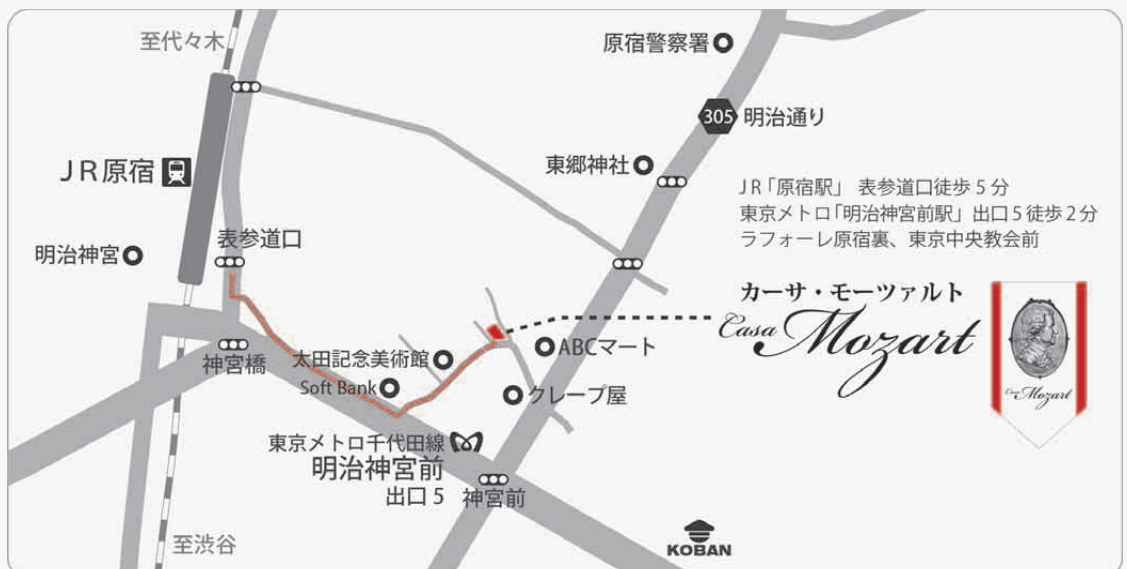 至代々木
原宿警察署
305 明治通り
JR原宿
東郷神社
JR「原宿駅」 表参道口徒歩5分
東京メトロ「明治神宮前駅」出口5徒歩2分
ラフォーレ原宿裏、東京中央教会前
表参道口
明治神宮
カーサ・モーツァルト
Casa Mozart
Casa Mozart
ABCマート
神宮橋
太田記念美術館
Soft Bank
クレープ屋
東京メトロ千代田線
明治神宮前
出口5
神宮前
至渋谷
KOBAN